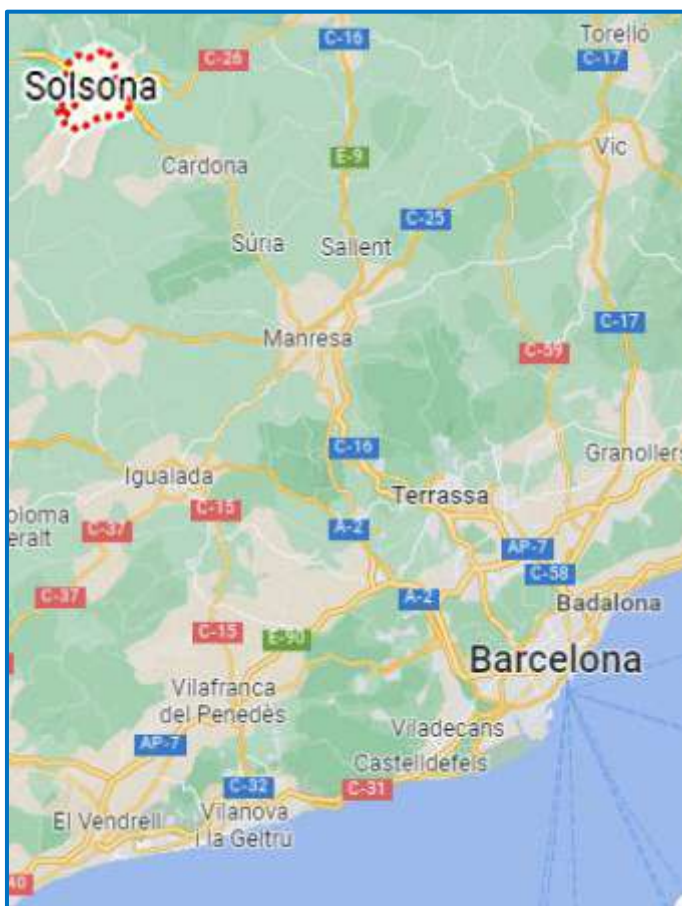 C-16
Torelló
C-17
C-26
Solsona
Vic
E-9
Cardona
C-25
Súria
Sallent
C-17
Manresa
C-59
C-16
Granollers
Igualada
Terrassa
C-15
A-2
C-37
AP-7
C-58
C-37
A-2
Badalona
C-15
E-90
Barcelona
Vilafranca
del Penedès
Viladecans
AP-7
Castelldefels
C-32
C-31
El Vendrell
Vilanova
i la Geltrú
40